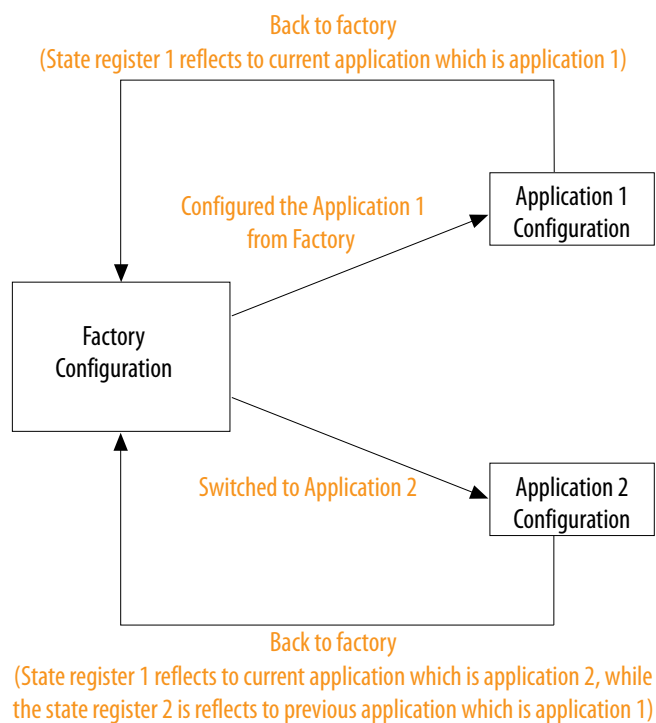 Back to factory
(State register 1 reflects to current application which is application 1)
Configured the Application 1
from Factory
Application 1
Configuration
Factory
Configuration
Switched to Application 2
Application 2
Configuration
Back to factory
(State register 1 reflects to current application which is application 2, while
the state register 2 is reflects to previous application which is application 1)